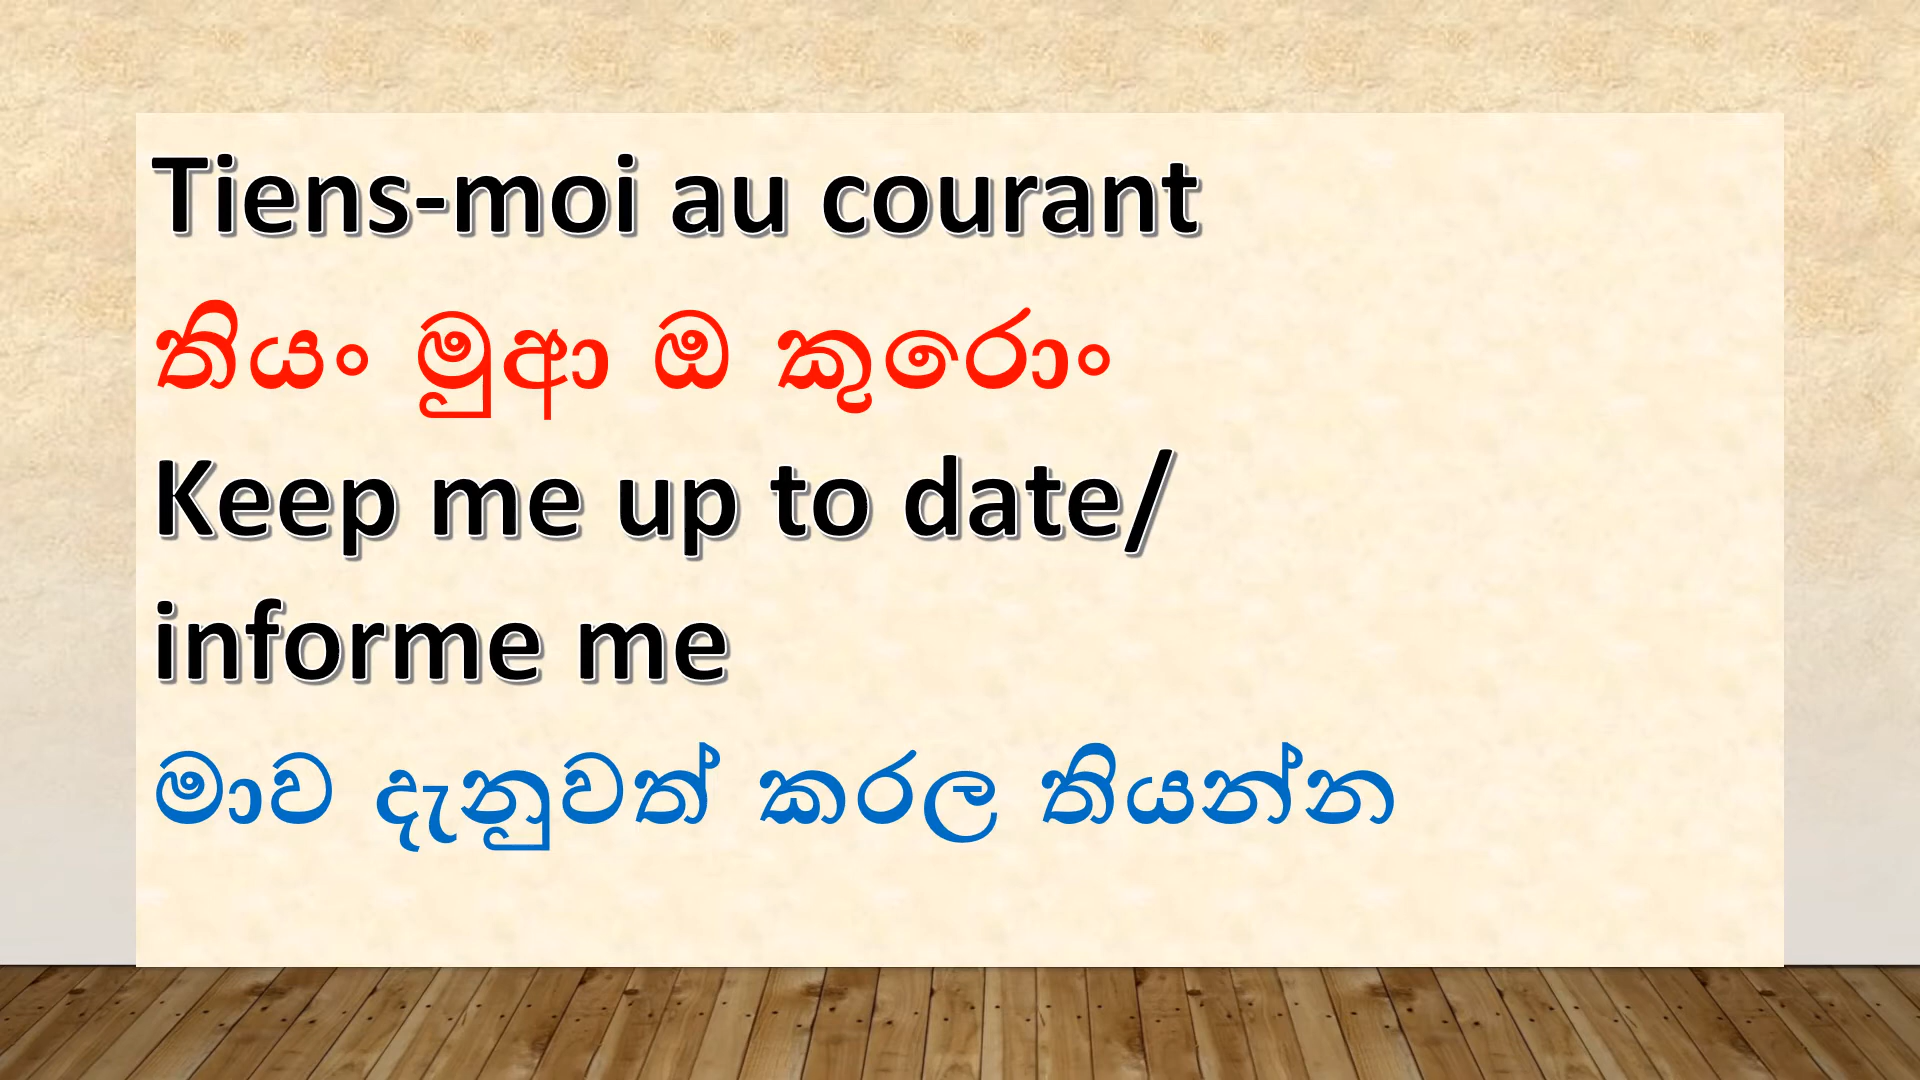 Tiens-moi au courant
තියං මුආ ඔ කුරොං
Keep me up to date/
informe me
මාව දැනුවත් කරල තියන්න